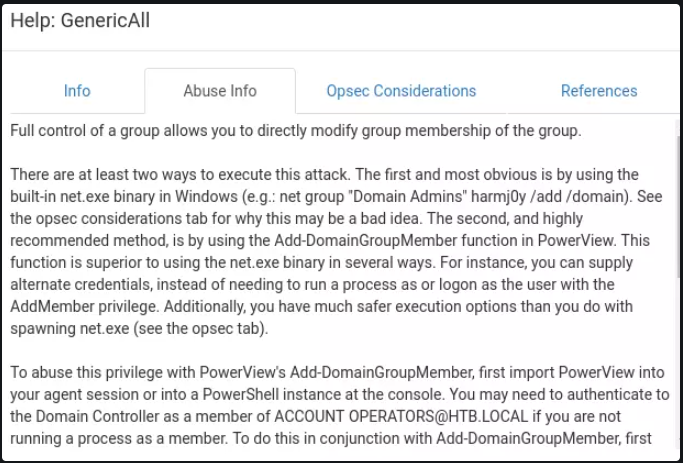 Help: GenericAll
Info
Abuse Info
Opsec Considerations
References
Full control of a group allows you to directly modify group membership of the group.
There are at least two ways to execute this attack. The first and most obvious is by using the
built-in net.exe binary in Windows (e.g.: net group "Domain Admins" harmj0y /add /domain). See
the opsec considerations tab for why this may be a bad idea. The second, and highly
recommended method, is by using the Add-DomainGroupMember function in PowerView. This
function is superior to using the net.exe binary in several ways. For instance, you can supply
alternate credentials, instead of needing to run a process as or logon as the user with the
AddMember privilege. Additionally, you have much safer execution options than you do with
spawning net.exe (see the opsec tab).
To abuse this privilege with PowerView's Add-DomainGroupMember, first import PowerView into
your agent session or into a PowerShell instance at the console. You may need to authenticate to
the Domain Controller as a member of ACCOUNT OPERATORS@HTB.LOCAL if you are not
running a process as a member. To do this in conjunction with Add-DomainGroupMember, first